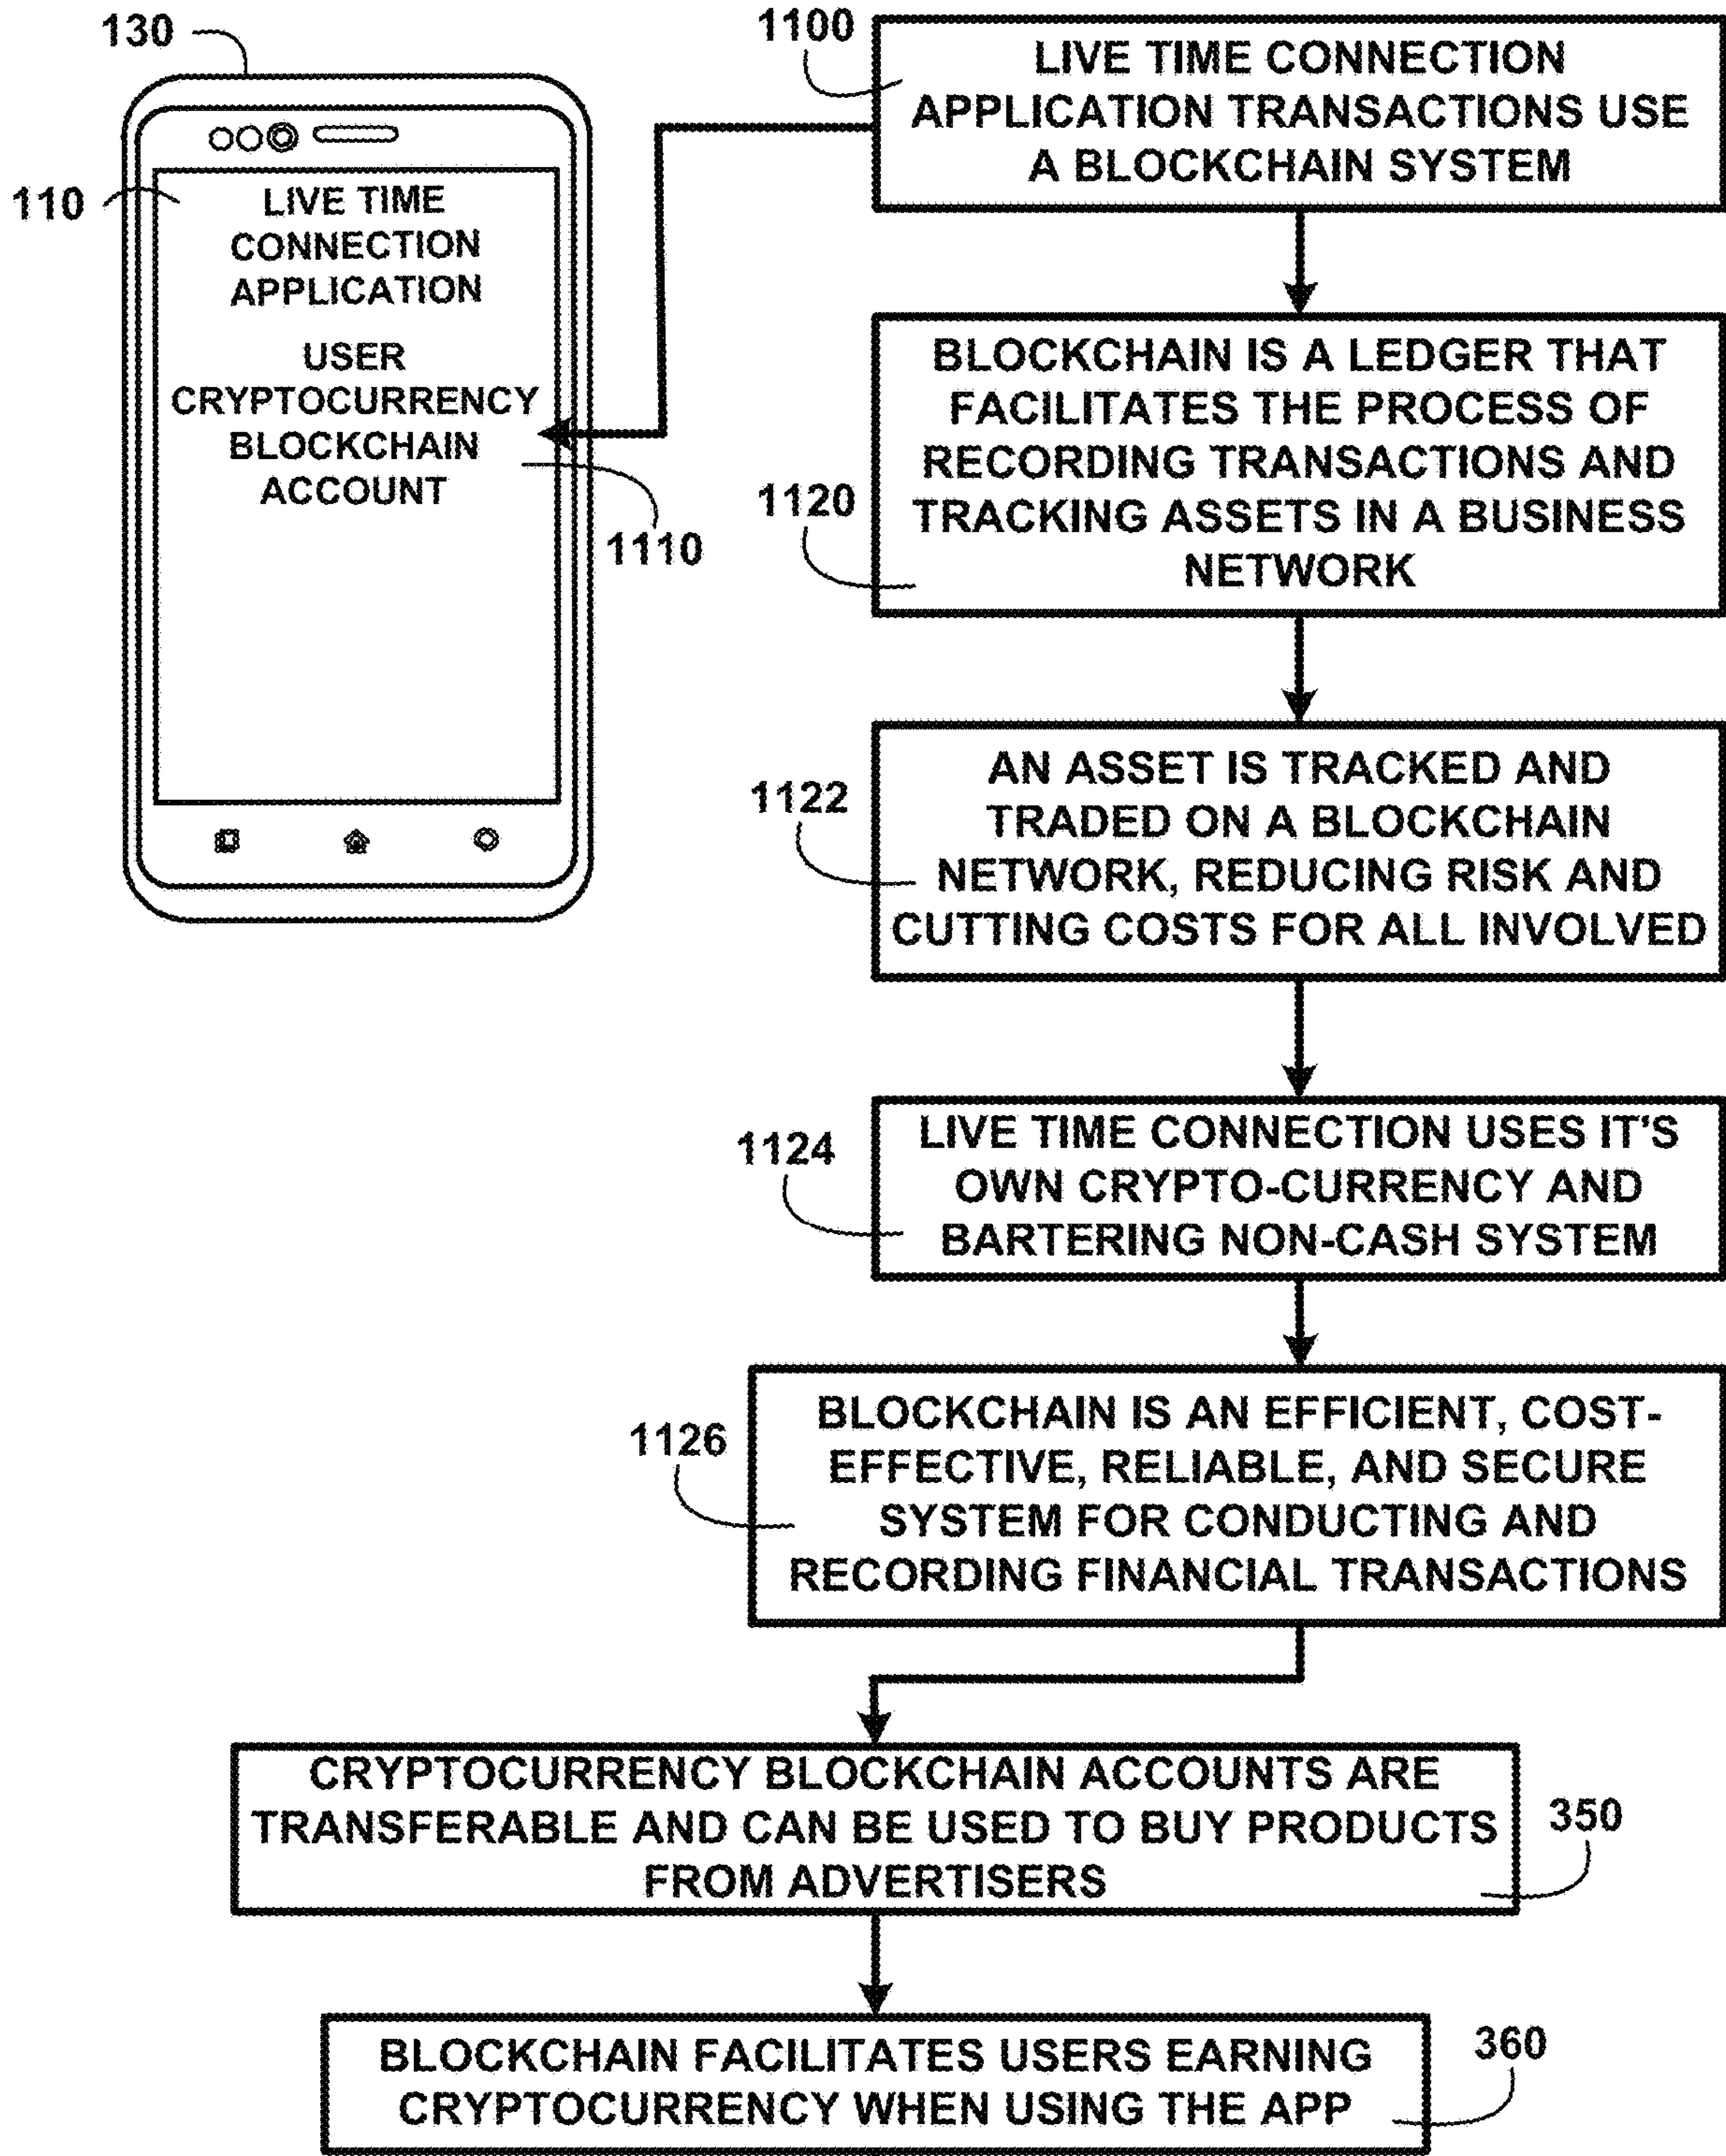 130
110
LIVE TIME
CONNECTION
APPLICATION
USER
CRYPTOCURRENCY
BLOCKCHAIN
ACCOUNT
1110
1100
LIVE TIME CONNECTION
APPLICATION TRANSACTIONS USE
A BLOCKCHAIN SYSTEM
1120
BLOCKCHAIN IS A LEDGER THAT
FACILITATES THE PROCESS OF
RECORDING TRANSACTIONS AND
TRACKING ASSETS IN A BUSINESS
NETWORK
1122
AN ASSET IS TRACKED AND
TRADED ON A BLOCKCHAIN
NETWORK, REDUCING RISK AND
CUTTING COSTS FOR ALL INVOLVED
1124
LIVE TIME CONNECTION USES IT'S
OWN CRYPTO-CURRENCY AND
BARTERING NON-CASH SYSTEM
1126
BLOCKCHAIN IS AN EFFICIENT, COST-
EFFECTIVE, RELIABLE, AND SECURE
SYSTEM FOR CONDUCTING AND
RECORDING FINANCIAL TRANSACTIONS
CRYPTOCURRENCY BLOCKCHAIN ACCOUNTS ARE
TRANSFERABLE AND CAN BE USED TO BUY PRODUCTS
FROM ADVERTISERS
350
BLOCKCHAIN FACILITATES USERS EARNING
CRYPTOCURRENCY WHEN USING THE APP
360